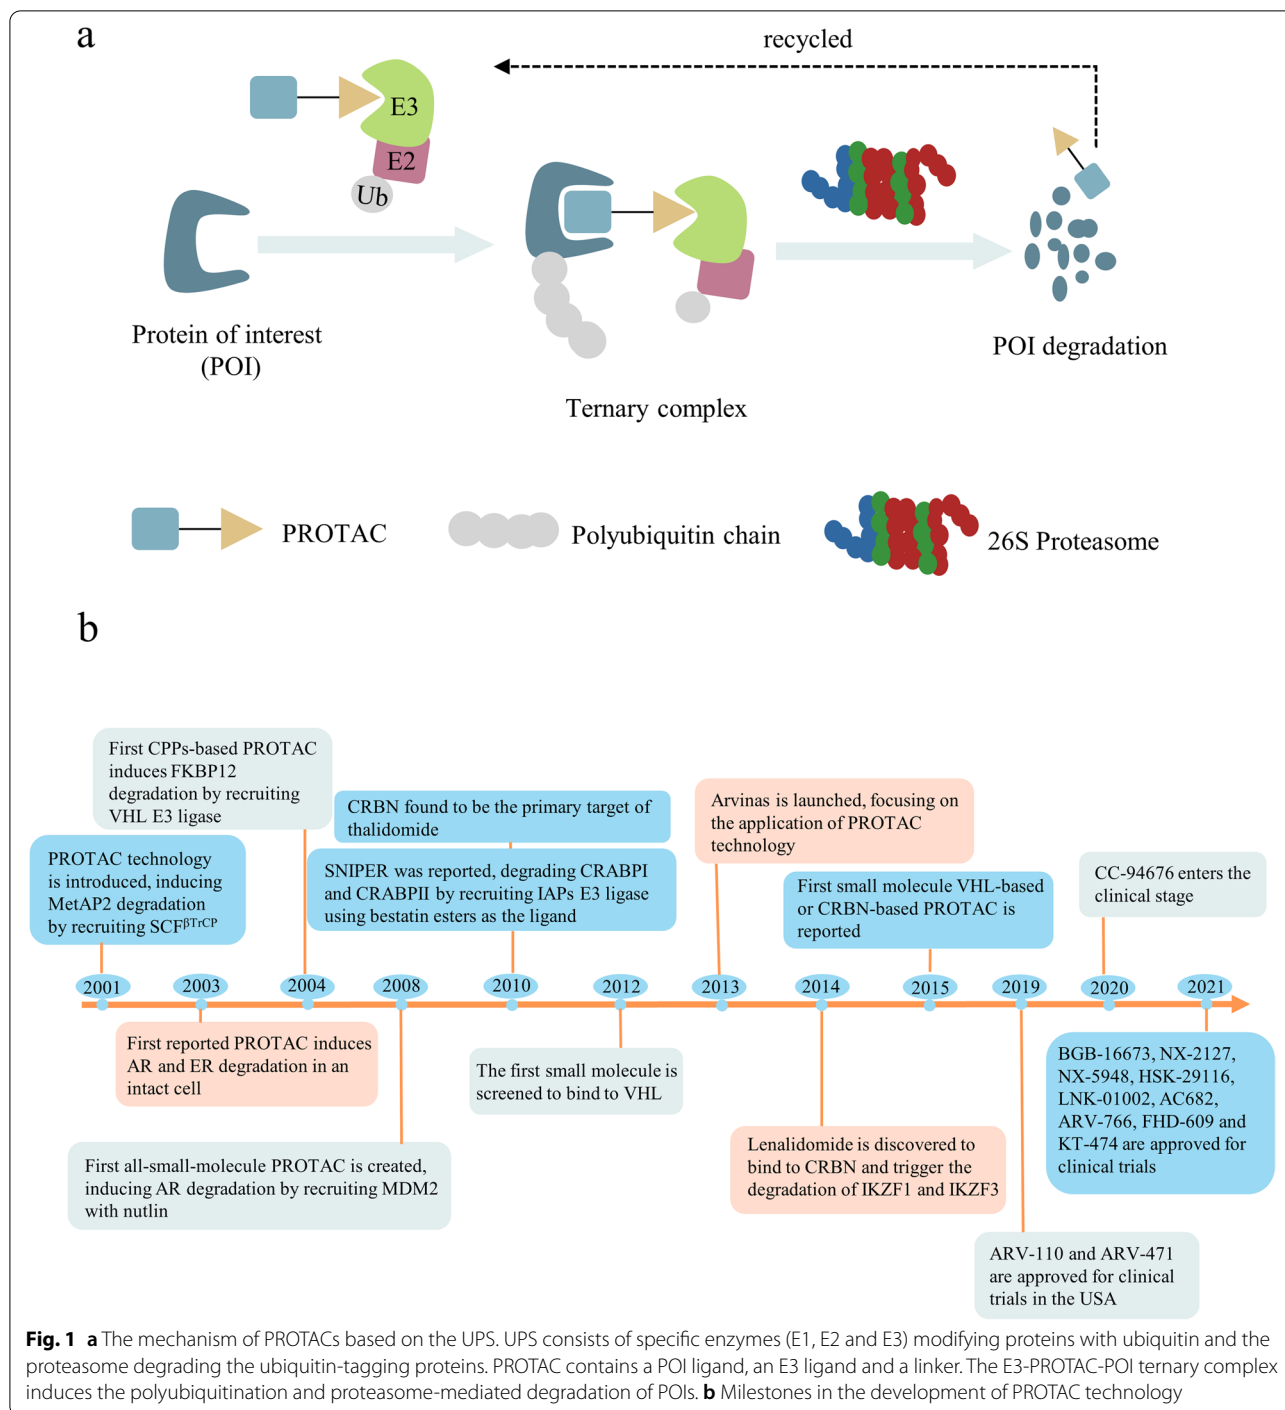 a
recycled
E3
E2
Ub
Protein of interest
(POI)
Ternary complex
POI degradation
PROTAC
Polyubiquitin chain
26S Proteasome
b
First CPPs-based PROTAC
induces FKBP12
degradation by recruiting
VHL E3 ligase
PROTAC technology
is introduced, inducing
MetAP2 degradation
by recruiting SCFβTrCP
CRBN found to be the primary target of
thalidomide
SNIPER was reported, degrading CRABPI
and CRABPII by recruiting IAPs E3 ligase
using bestatin esters as the ligand
Arvinas is launched, focusing on
the application of PROTAC
technology
First small molecule VHL-based
or CRBN-based PROTAC is
reported
CC-94676 enters the
clinical stage
2001
2003
2004
2008
2010
2012
2013
2014
2015
2019
2020
2021
First reported PROTAC induces
AR and ER degradation in an
intact cell
First all-small-molecule PROTAC is created,
inducing AR degradation by recruiting MDM2
with nutlin
The first small molecule is
screened to bind to VHL
Lenalidomide is discovered to
bind to CRBN and trigger the
degradation of IKZF1 and IKZF3
ARV-110 and ARV-471
are approved for clinical
trials in the USA
BGB-16673, NX-2127,
NX-5948, HSK-29116,
LNK-01002, AC682,
ARV-766, FHD-609 and
KT-474 are approved for
clinical trials
Fig. 1 a The mechanism of PROTACs based on the UPS. UPS consists of specific enzymes (E1, E2 and E3) modifying proteins with ubiquitin and the
proteasome degrading the ubiquitin-tagging proteins. PROTAC contains a POI ligand, an E3 ligand and a linker. The E3-PROTAC-POI ternary complex
induces the polyubiquitination and proteasome-mediated degradation of POIs. b Milestones in the development of PROTAC technology